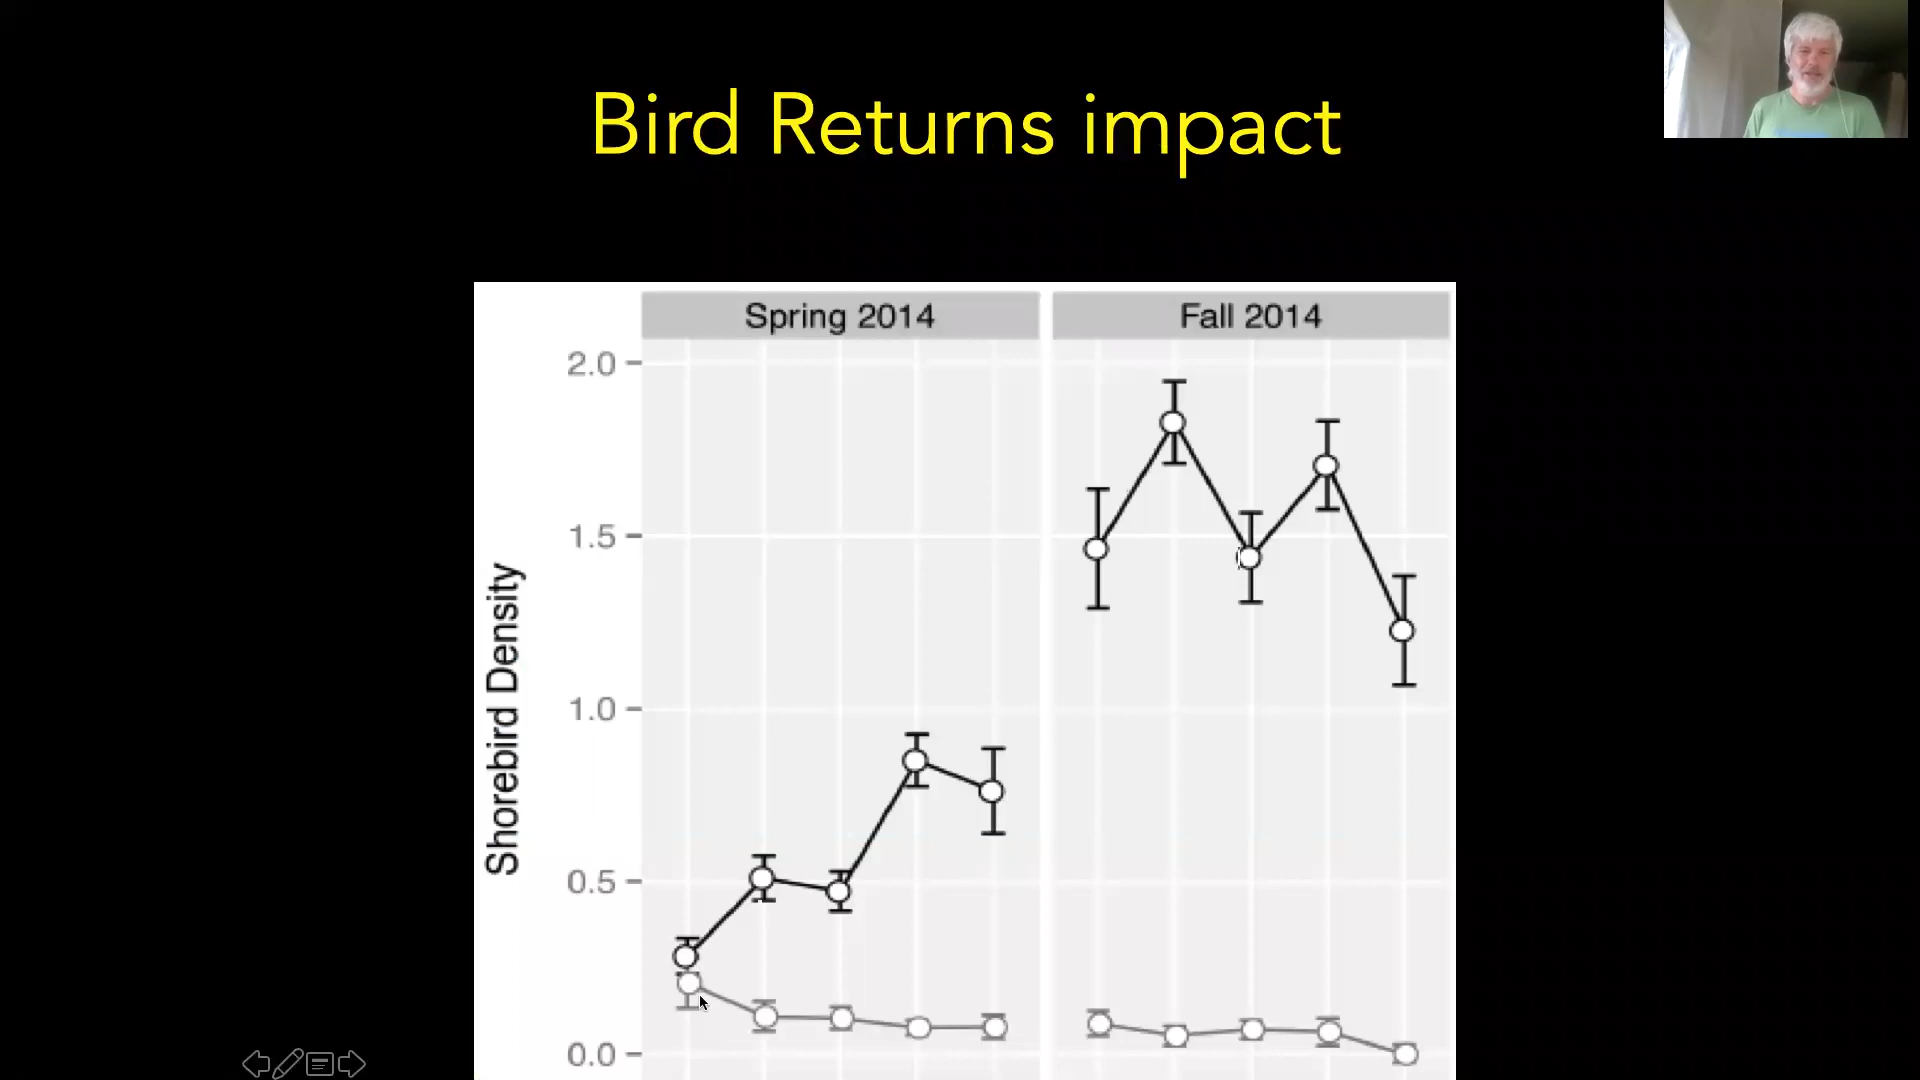 Bird Returns impact
Spring 2014
Fall 2014
Shorebird Density
2.0
1.5
1.0
0.5
0.0